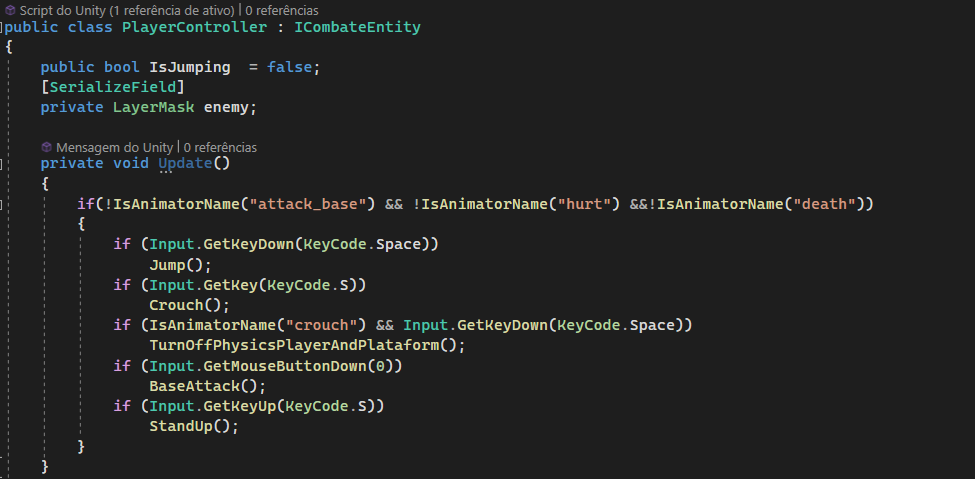 Script do Unity (1 referência de ativo) | 0 referências
public class PlayerController : ICombateEntity
{
public bool IsJumping  = false;
[SerializeField]
private LayerMask enemy;
Mensagem do Unity | 0 referências
private void Update()
{
if(!IsAnimatorName("attack_base") && !IsAnimatorName("hurt") &&!IsAnimatorName("death"))
{
if (Input.GetKeyDown(KeyCode.Space))
Jump();
if (Input.GetKey(KeyCode.S))
Crouch();
if (IsAnimatorName("crouch") && Input.GetKeyDown(KeyCode.Space))
TurnOffPhysicsPlayerAndPlataform();
if (Input.GetMouseButtonDown(0))
BaseAttack();
if (Input.GetKeyUp(KeyCode.S))
StandUp();
}
}